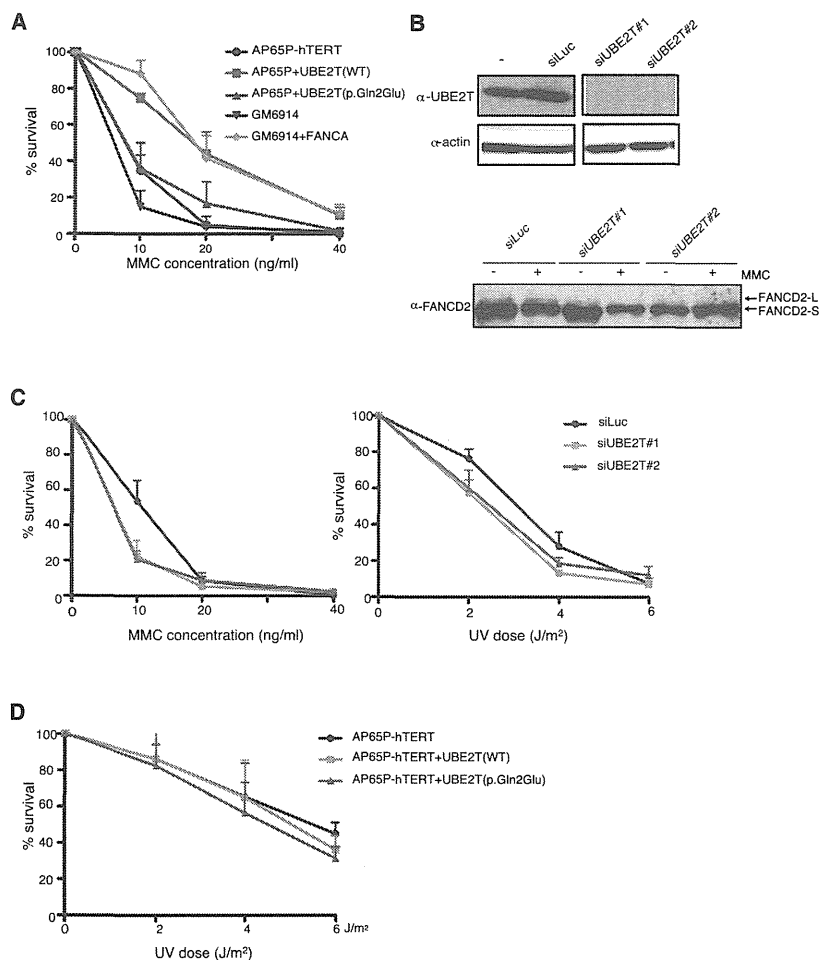 A
100
80
60
40
20
0
% survival
0
10
20
40
MMC concentration (ng/ml)
AP65P-hTERT
AP65P+UBE2T(WT)
AP65P+UBE2T(p.Gln2Glu)
GM6914
GM6914+FANCA
B
-
siLuc
siUBE2T#1
siUBE2T#2
α-UBE2T
α-actin
siLuc
siUBE2T#1
siUBE2T#2
- + - + - + MMC
α-FANCD2
FANCD2-L
FANCD2-S
C
100
80
60
40
20
0
% survival
0
10
20
40
MMC concentration (ng/ml)
100
80
60
40
20
0
% survival
0
2
4
6
UV dose (J/m²)
siLuc
siUBE2T#1
siUBE2T#2
D
100
80
60
40
20
0
% survival
0
2
4
6 J/m²
UV dose (J/m²)
AP65P-hTERT
AP65P-hTERT+UBE2T(WT)
AP65P-hTERT+UBE2T(p.Gln2Glu)